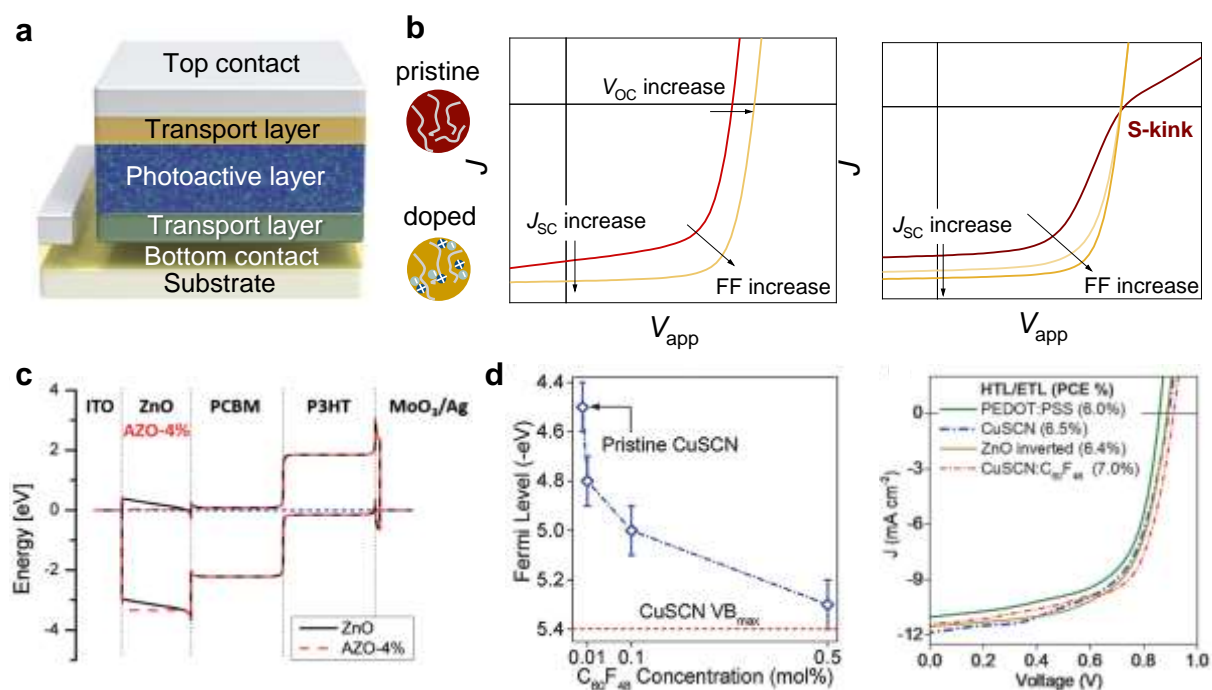 a
Top contact
Transport layer
Photoactive layer
Transport layer
Bottom contact
Substrate
b
pristine
doped
J
V_OC increase
J_SC increase
FF increase
V_app
J
S-kink
J_SC increase
FF increase
V_app
c
4
2
0
-2
-4
Energy [eV]
ITO
ZnO
PCBM
P3HT
MoO₃/Ag
AZO-4%
ZnO
AZO-4%
d
4.4
4.6
4.8
5.0
5.2
5.4
Fermi Level (-eV)
Pristine CuSCN
CuSCN VB_max
0.01
0.1
0.5
C₆₀F₄₈ Concentration (mol%)
HTL/ETL (PCE %)
PEDOT:PSS (6.0%)
CuSCN (6.5%)
ZnO inverted (6.4%)
CuSCN:C₆₀F₄₈ (7.0%)
0
-3
-6
-9
-12
J (mA cm⁻²)
0.0
0.2
0.4
0.6
0.8
1.0
Voltage (V)